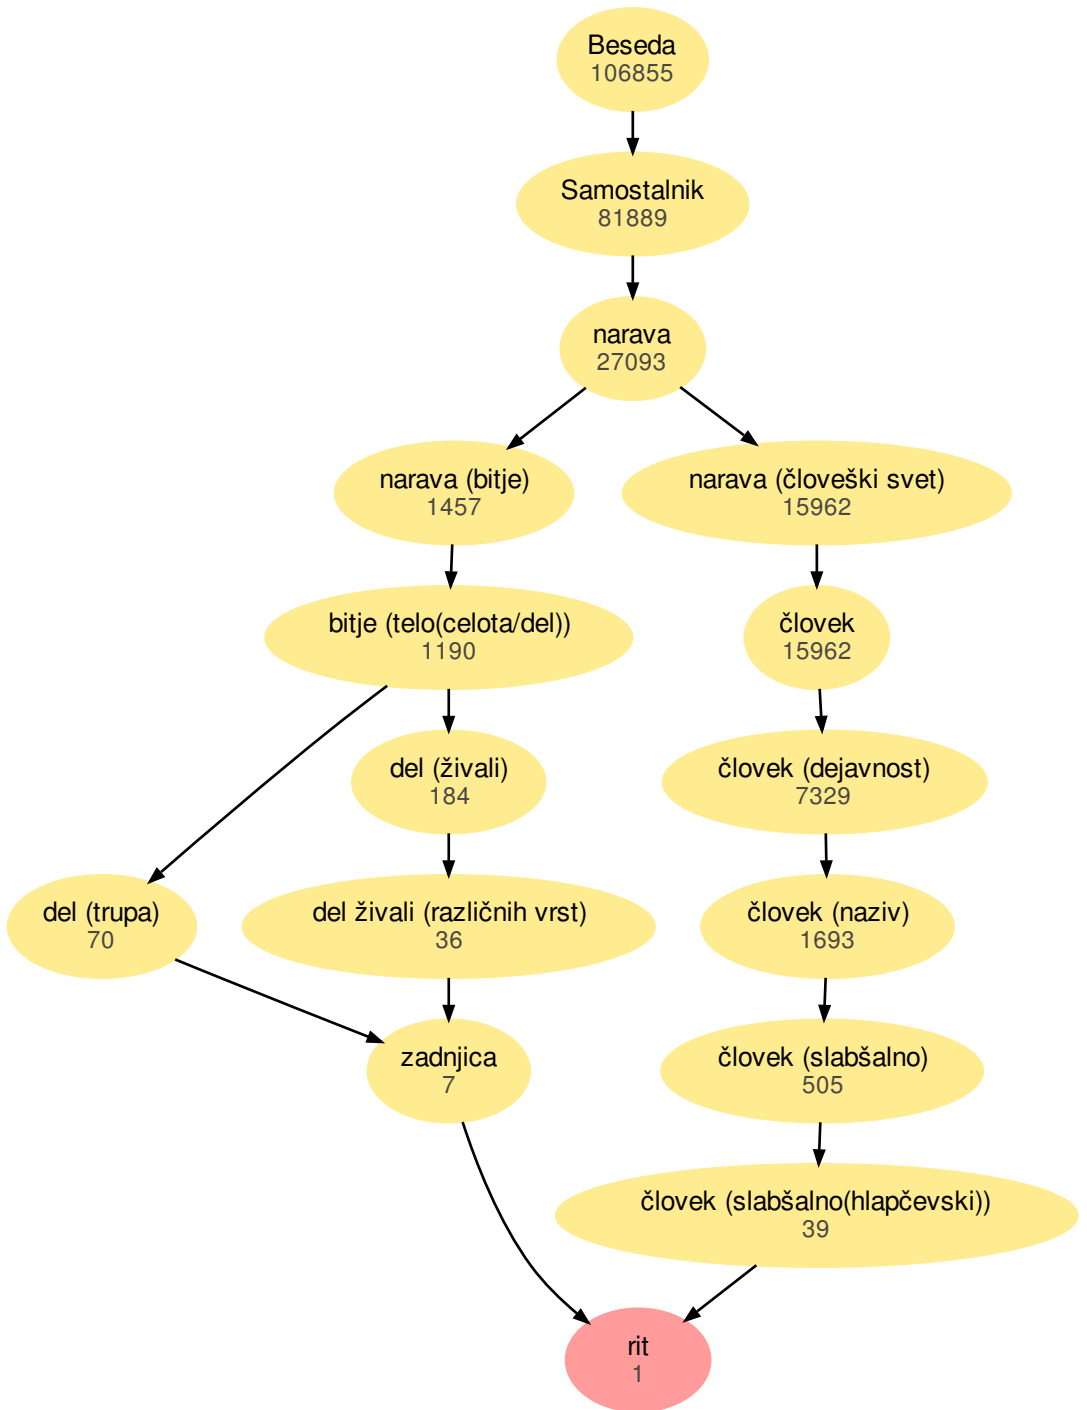 Beseda
106855
Samostalnik
81889
narava
27093
narava (bitje)
1457
narava (človeški svet)
15962
bitje (telo(celota/del))
1190
človek
15962
del (živali)
184
človek (dejavnost)
7329
del (trupa)
70
del živali (različnih vrst)
36
človek (naziv)
1693
zadnjica
7
človek (slabšalno)
505
človek (slabšalno(hlapčevski))
39
rit
1